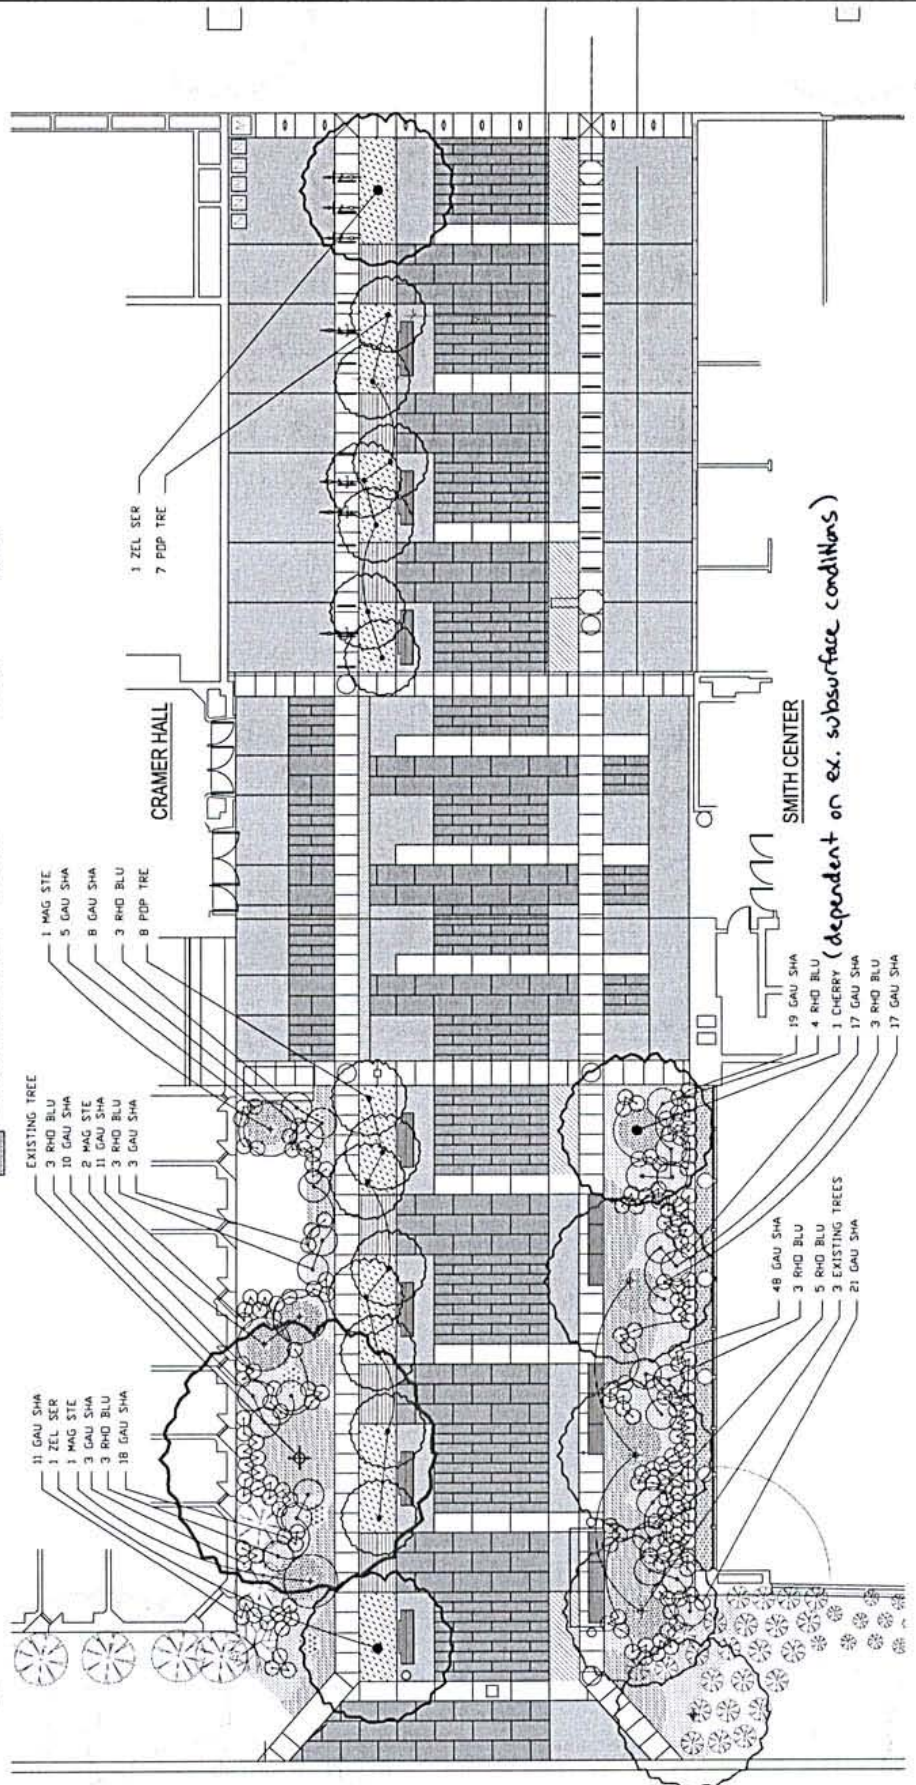 1 ZEL SER
7 POP TRE
CRAMER HALL
1 MAG STE
5 GAU SHA
8 GAU SHA
3 RHO BLU
8 POP TRE
EXISTING TREE
3 RHO BLU
10 GAU SHA
2 MAG STE
11 GAU SHA
3 RHO BLU
3 GAU SHA
11 GAU SHA
1 ZEL SER
1 MAG STE
3 GAU SHA
3 RHO BLU
18 GAU SHA
SMITH CENTER
19 GAU SHA
4 RHO BLU
1 CHERRY (dependent on ex. subsurface conditions)
17 GAU SHA
3 RHO BLU
17 GAU SHA
48 GAU SHA
3 RHO BLU
5 RHO BLU
3 EXISTING TREES
21 GAU SHA